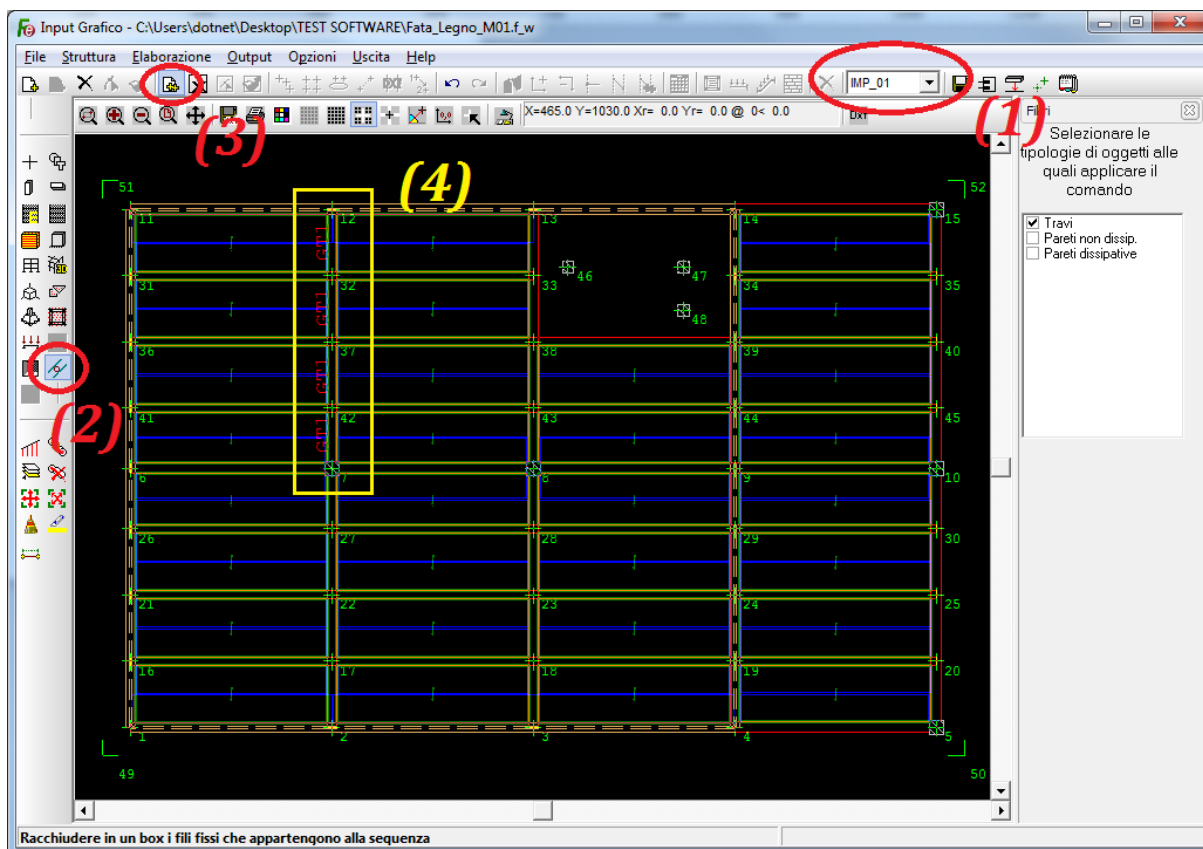 Input Grafico - C:\Users\dotnet\Desktop\TEST SOFTWARE\Fata_Legno_M01.f_w
File Struttura Elaborazione Output Opzioni Uscita Help
IMP_01
(1)
X=465.0 Y=1030.0 Xr= 0.0 Yr= 0.0 @ 0< 0.0
Dxf
Filtri
(3)
Selezionare le
tipologie di oggetti alle
quali applicare il
comando
(4)
51 52
11 12 13 14 15
GT1
Travi
Pareti non dissip.
Pareti dissipative
46 47
31 32 33 34 35
GT1
48
36 37 38 39 40
GT1
(2)
41 42 43 44 45
GT1
6 7 8 9 10
26 27 28 29 30
21 22 23 24 25
16 17 18 19 20
1 2 3 4 5
49 50
Racchiudere in un box i fili fissi che appartengono alla sequenza